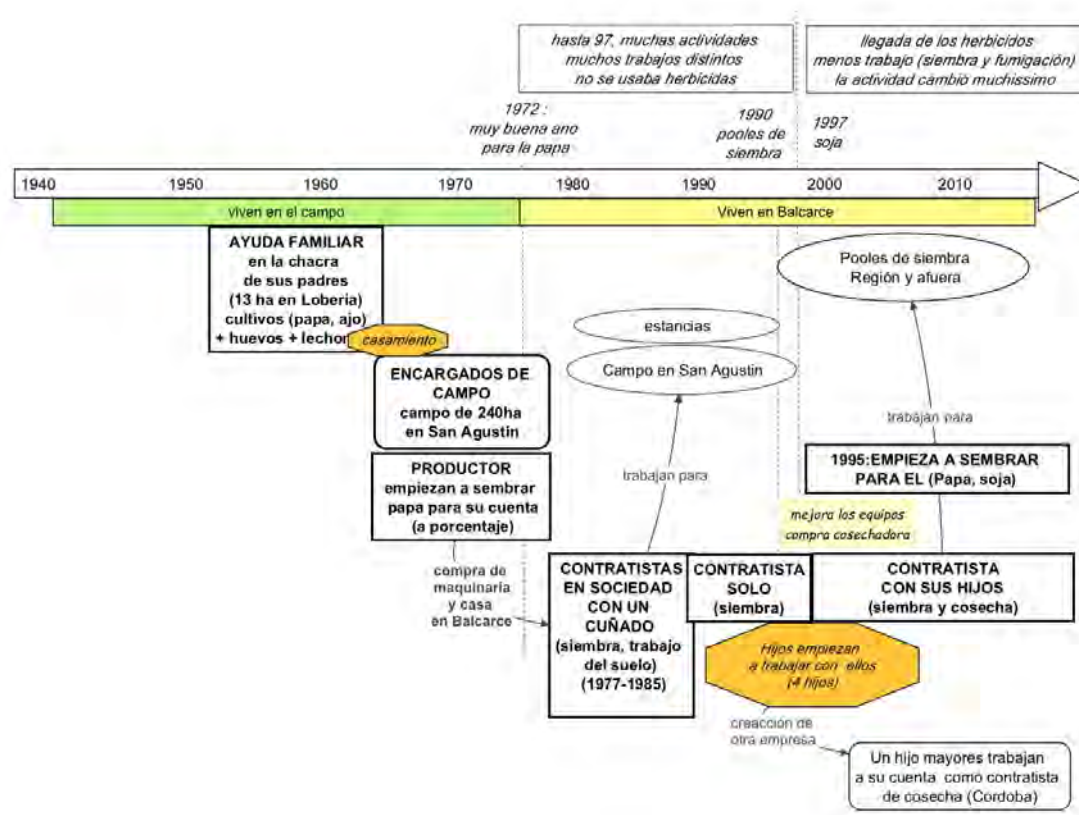 hasta 97, muchas actividades
muchos trabajos distintos
no se usaba herbicidas
llegada de los herbicidos
menos trabajo (siembra y fumigación)
la actividad cambió muchissimo
1972 :
muy buena ano
para la papa
1990
pooles de
siembra
1997
soja
1940 1950 1960 1970 1980 1990 2000 2010
viven en el campo
Viven en Balcarce
AYUDA FAMILIAR
en la chacra
de sus padres
(13 ha en Loberia)
cultivos (papa, ajo)
+ huevos + lechon
casamiento
Pooles de siembra
Región y afuera
estancias
Campo en San Agustin
ENCARGADOS DE
CAMPO
campo de 240ha
en San Agustin
trabajan para
trabajan para
PRODUCTOR
empiezan a sembrar
papa para su cuenta
(a porcentaje)
1995:EMPIEZA A SEMBRAR
PARA EL (Papa, soja)
mejora los equipos
compra cosechadora
compra de
maquinaria
y casa
en Balcarce
CONTRATISTAS
EN SOCIEDAD
CON UN
CUÑADO
(siembra, trabajo
del suelo)
(1977-1985)
CONTRATISTA
SOLO
(siembra)
CONTRATISTA
CON SUS HIJOS
(siembra y cosecha)
Hijos empiezan
a trabajar con ellos
(4 hijos)
creacción de
otra empresa
Un hijo mayores trabajan
a su cuenta como contratista
de cosecha (Cordoba)